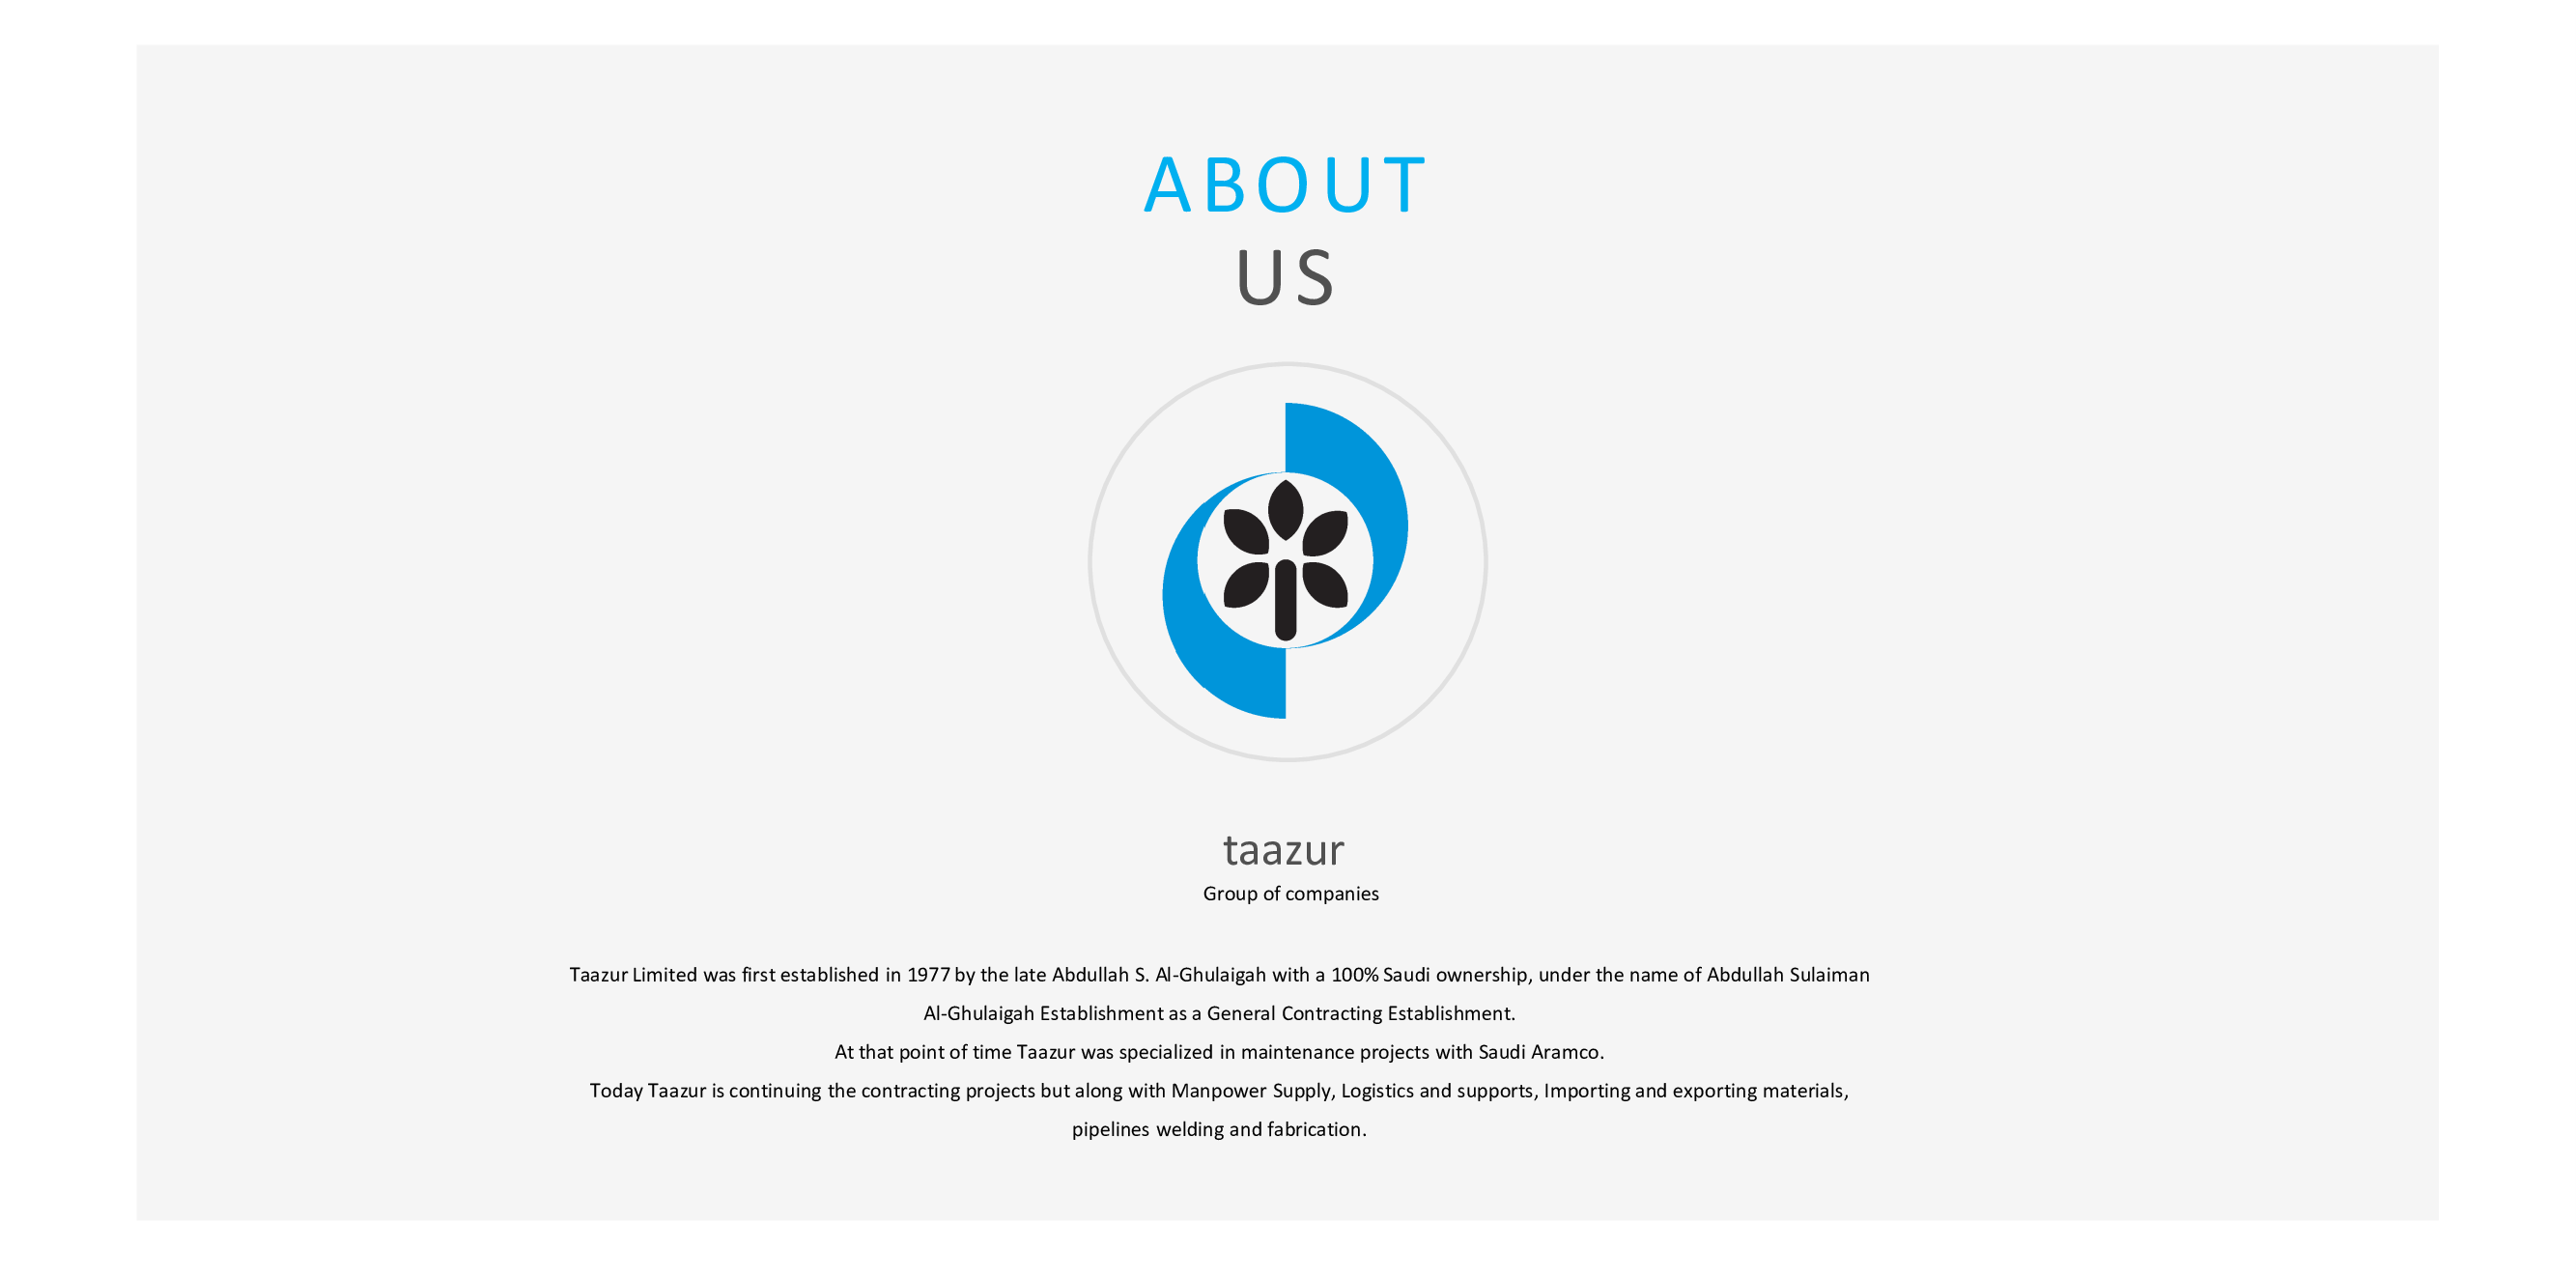 ABOUT
US
taazur
Group of companies
Taazur Limited was first established in 1977 by the late Abdullah S. Al-Ghulaigah with a 100% Saudi ownership, under the name of Abdullah Sulaiman
Al-Ghulaigah Establishment as a General Contracting Establishment.
At that point of time Taazur was specialized in maintenance projects with Saudi Aramco.
Today Taazur is continuing the contracting projects but along with Manpower Supply, Logistics and supports, Importing and exporting materials,
pipelines welding and fabrication.